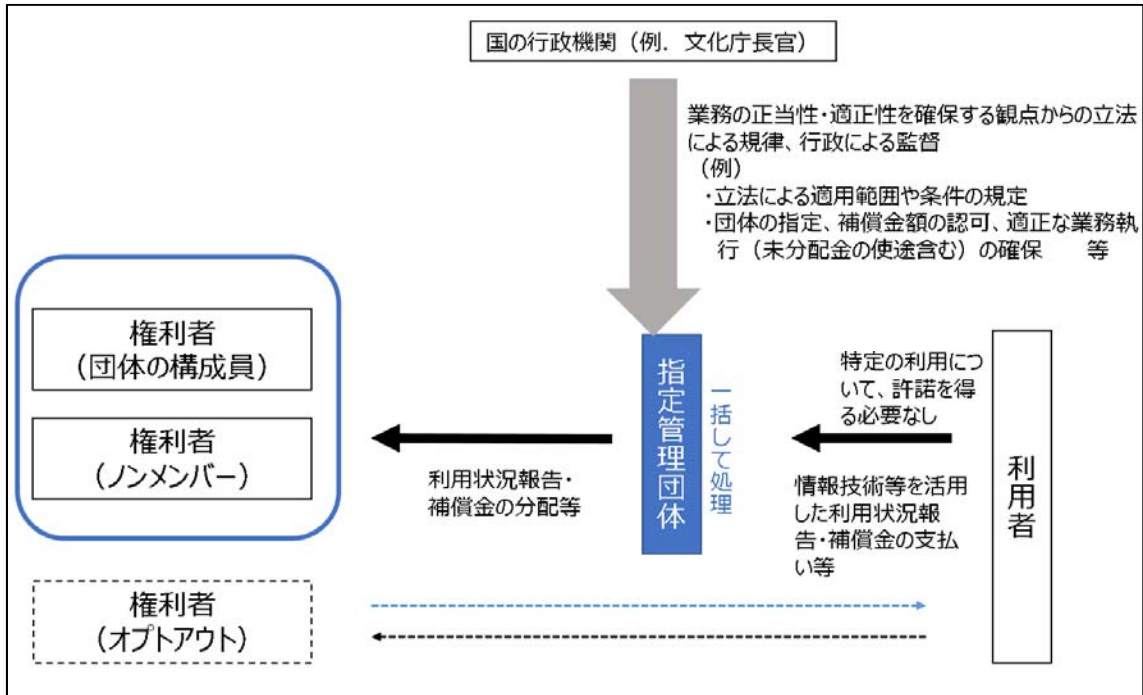 国の行政機関（例．文化庁長官）
業務の正当性・適正性を確保する観点からの立法
による規律、行政による監督
（例）
・立法による適用範囲や条件の規定
・団体の指定、補償金額の認可、適正な業務執
行（未分配金の使途含む）の確保　　等
権利者
（団体の構成員）
権利者
（ノンメンバー）
利用状況報告・
補償金の分配等
指定管理団体
一括して処理
特定の利用につ
いて、許諾を得
る必要なし
情報技術等を活用
した利用状況報
告・補償金の支払
い等
利用者
権利者
（オプトアウト）